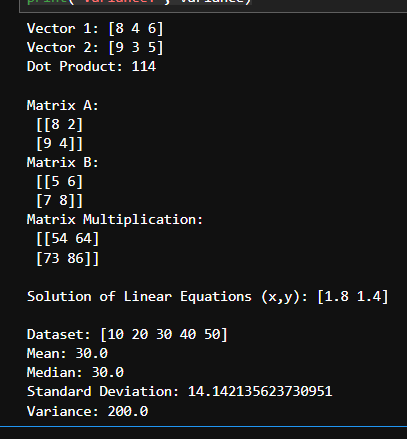 print("Variance:", variance)
Vector 1: [8 4 6]
Vector 2: [9 3 5]
Dot Product: 114
Matrix A:
[[8 2]
[9 4]]
Matrix B:
[[5 6]
[7 8]]
Matrix Multiplication:
[[54 64]
[73 86]]
Solution of Linear Equations (x,y): [1.8 1.4]
Dataset: [10 20 30 40 50]
Mean: 30.0
Median: 30.0
Standard Deviation: 14.142135623730951
Variance: 200.0